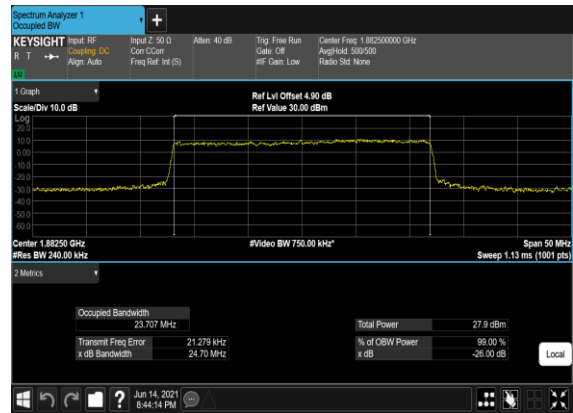 Spectrum Analyzer 1
Occupied BW
+
KEYSIGHT Input: RF Input Z: 50 Ω Atten: 40 dB Trig: Free Run Center Freq: 1.882500000 GHz
R T Coupling: DC Corr CCorr Gate: Off Avg|Hold: 500/500
Align: Auto Freq Ref: Int (S) #IF Gain: Low Radio Std: None
LXI
1 Graph
Ref Lvl Offset 4.90 dB
Scale/Div 10.0 dB Ref Value 30.00 dBm
Log
20.0
10.0
0.00
-10.0
-20.0
-30.0
-40.0
-50.0
-60.0
Center 1.88250 GHz #Video BW 750.00 kHz* Span 50 MHz
#Res BW 240.00 kHz Sweep 1.13 ms (1001 pts)
2 Metrics
Occupied Bandwidth
23.707 MHz Total Power 27.9 dBm
Transmit Freq Error 21.279 kHz % of OBW Power 99.00 %
x dB Bandwidth 24.70 MHz x dB -26.00 dB
Local
? Jun 14, 2021
8:44:14 PM